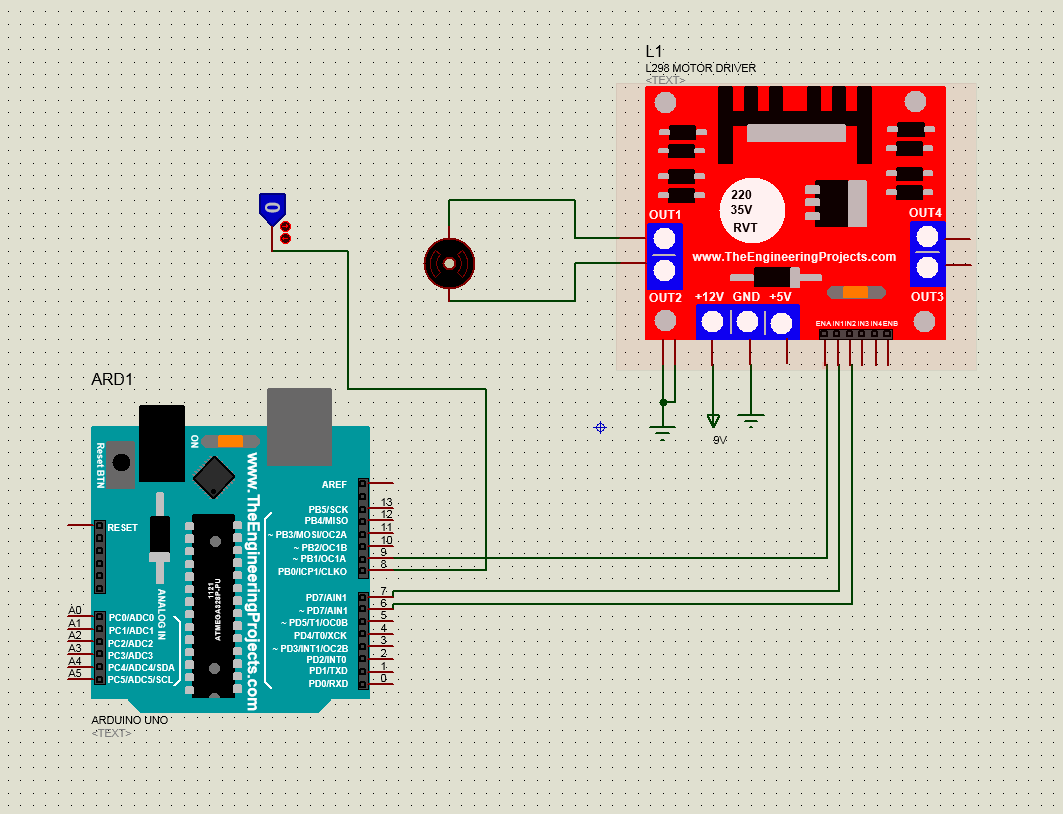 L1
L298 MOTOR DRIVER
<TEXT>
220
35V
RVT
OUT1
OUT4
www.TheEngineeringProjects.com
OUT2
+12V GND +5V
OUT3
ENA IN1 IN2 IN3 IN4 ENB
9V
0
ARD1
ON
Reset BTN
www.TheEngineeringProjects.com
AREF
RESET
PB5/SCK 13
PB4/MISO 12
~ PB3/MOSI/OC2A 11
~ PB2/OC1B 10
~ PB1/OC1A 9
PB0/ICP1/CLKO 8
1121
ATMEGA328P-PU
ANALOG IN
PD7/AIN1 7
~ PD7/AIN1 6
~ PD5/T1/OC0B 5
PD4/T0/XCK 4
~ PD3/INT1/OC2B 3
PD2/INT0 2
PD1/TXD 1
PD0/RXD 0
A0 PC0/ADC0
A1 PC1/ADC1
A2 PC2/ADC2
A3 PC3/ADC3
A4 PC4/ADC4/SDA
A5 PC5/ADC5/SCL
ARDUINO UNO
<TEXT>